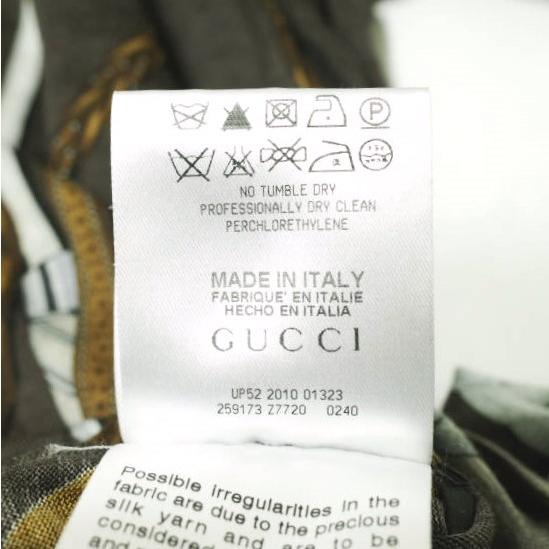 P
NO TUMBLE DRY
PROFESSIONALLY DRY CLEAN
PERCHLORETHYLENE
MADE IN ITALY
FABRIQUE' EN ITALIE
HECHO EN ITALIA
GUCCI
UP52 2010 01323
259173 Z7720 0240
Possible irregularities in the
fabric are due to the precious
silk yarn and are to be
considered